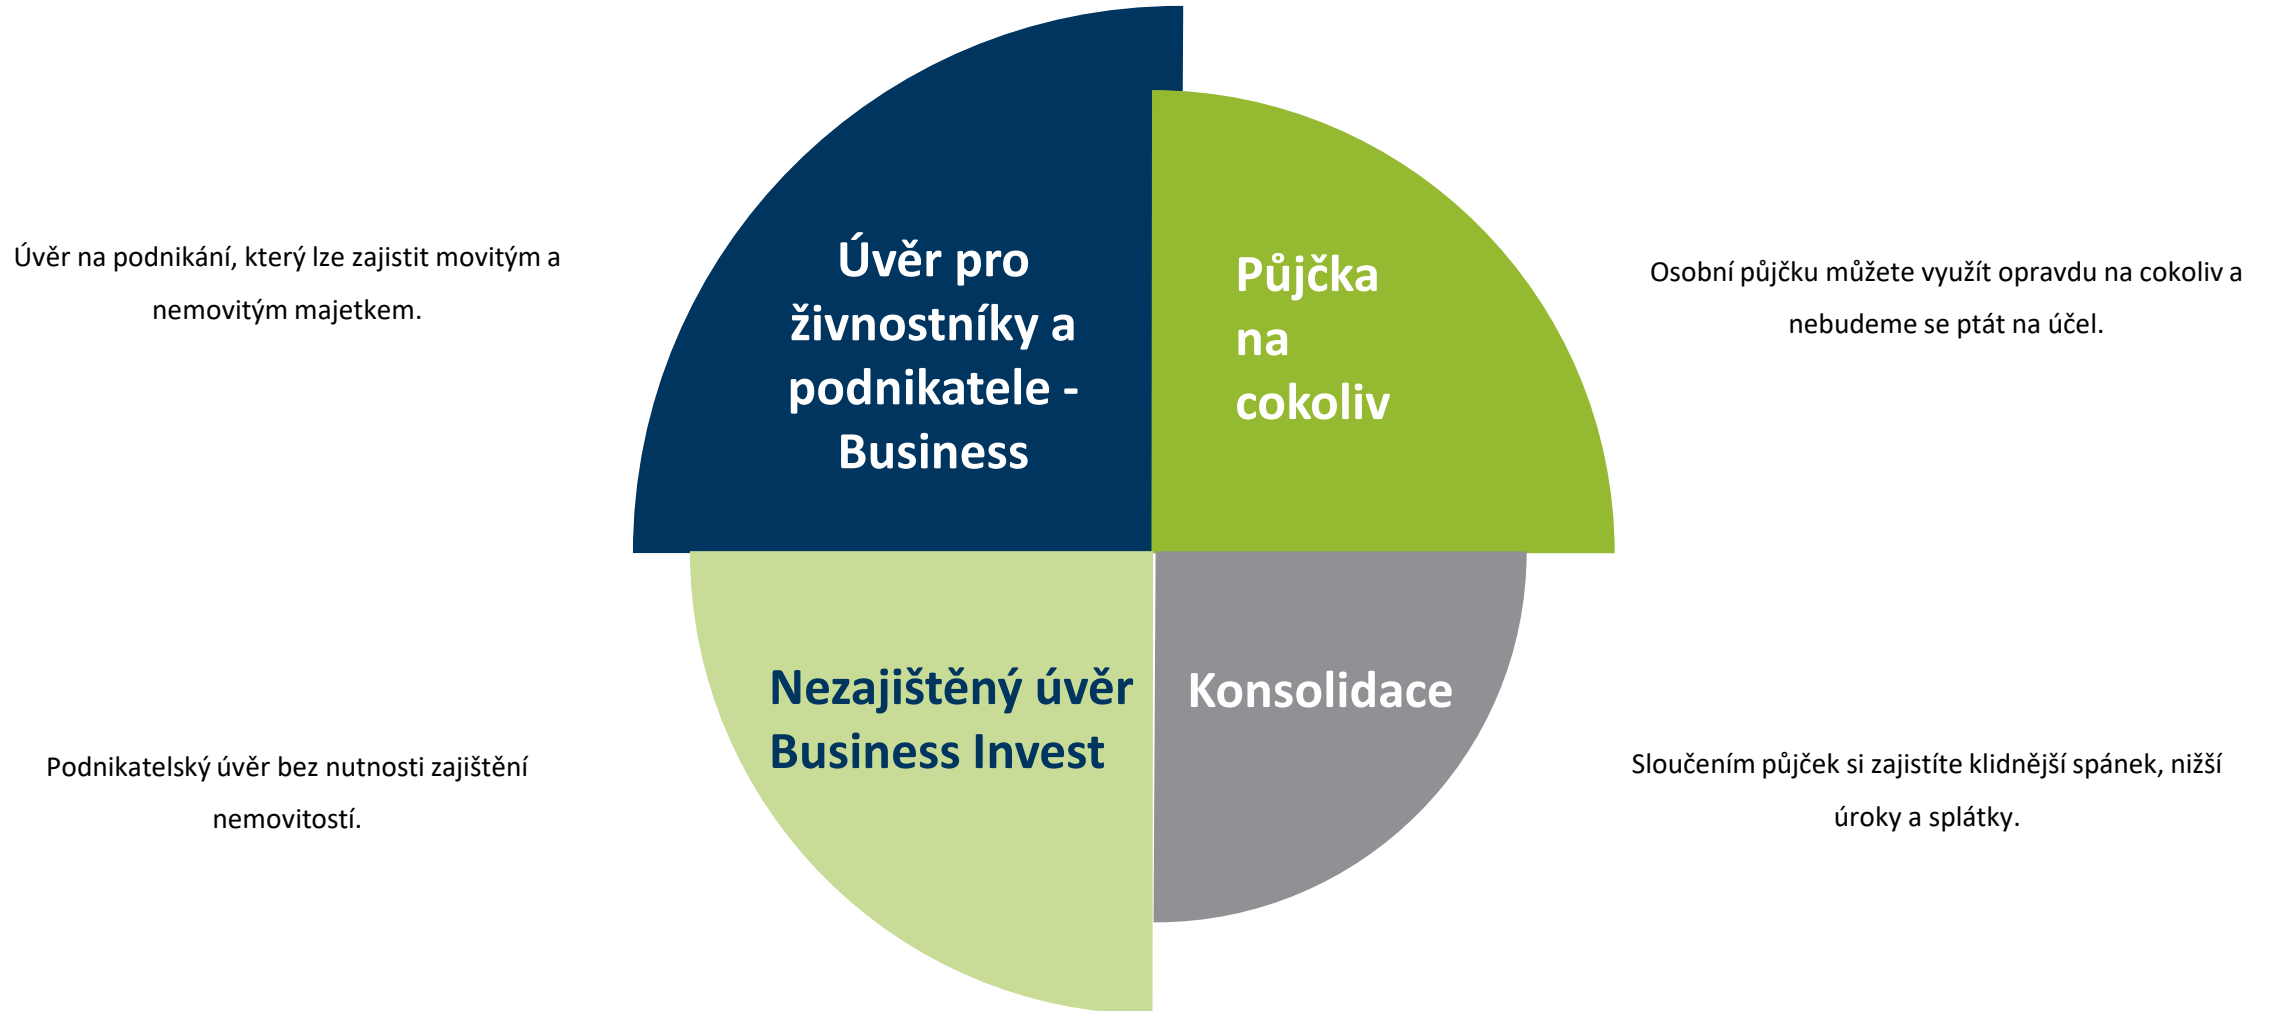 Úvěr na podnikání, který lze zajistit movitým a
nemovitým majetkem.
Úvěr pro
živnostníky a
podnikatele -
Business
Půjčka
na
cokoliv
Osobní půjčku můžete využít opravdu na cokoliv a
nebudeme se ptát na účel.
Podnikatelský úvěr bez nutnosti zajištění
nemovitostí.
Nezajištěný úvěr
Business Invest
Konsolidace
Sloučením půjček si zajistíte klidnější spánek, nižší
úroky a splátky.